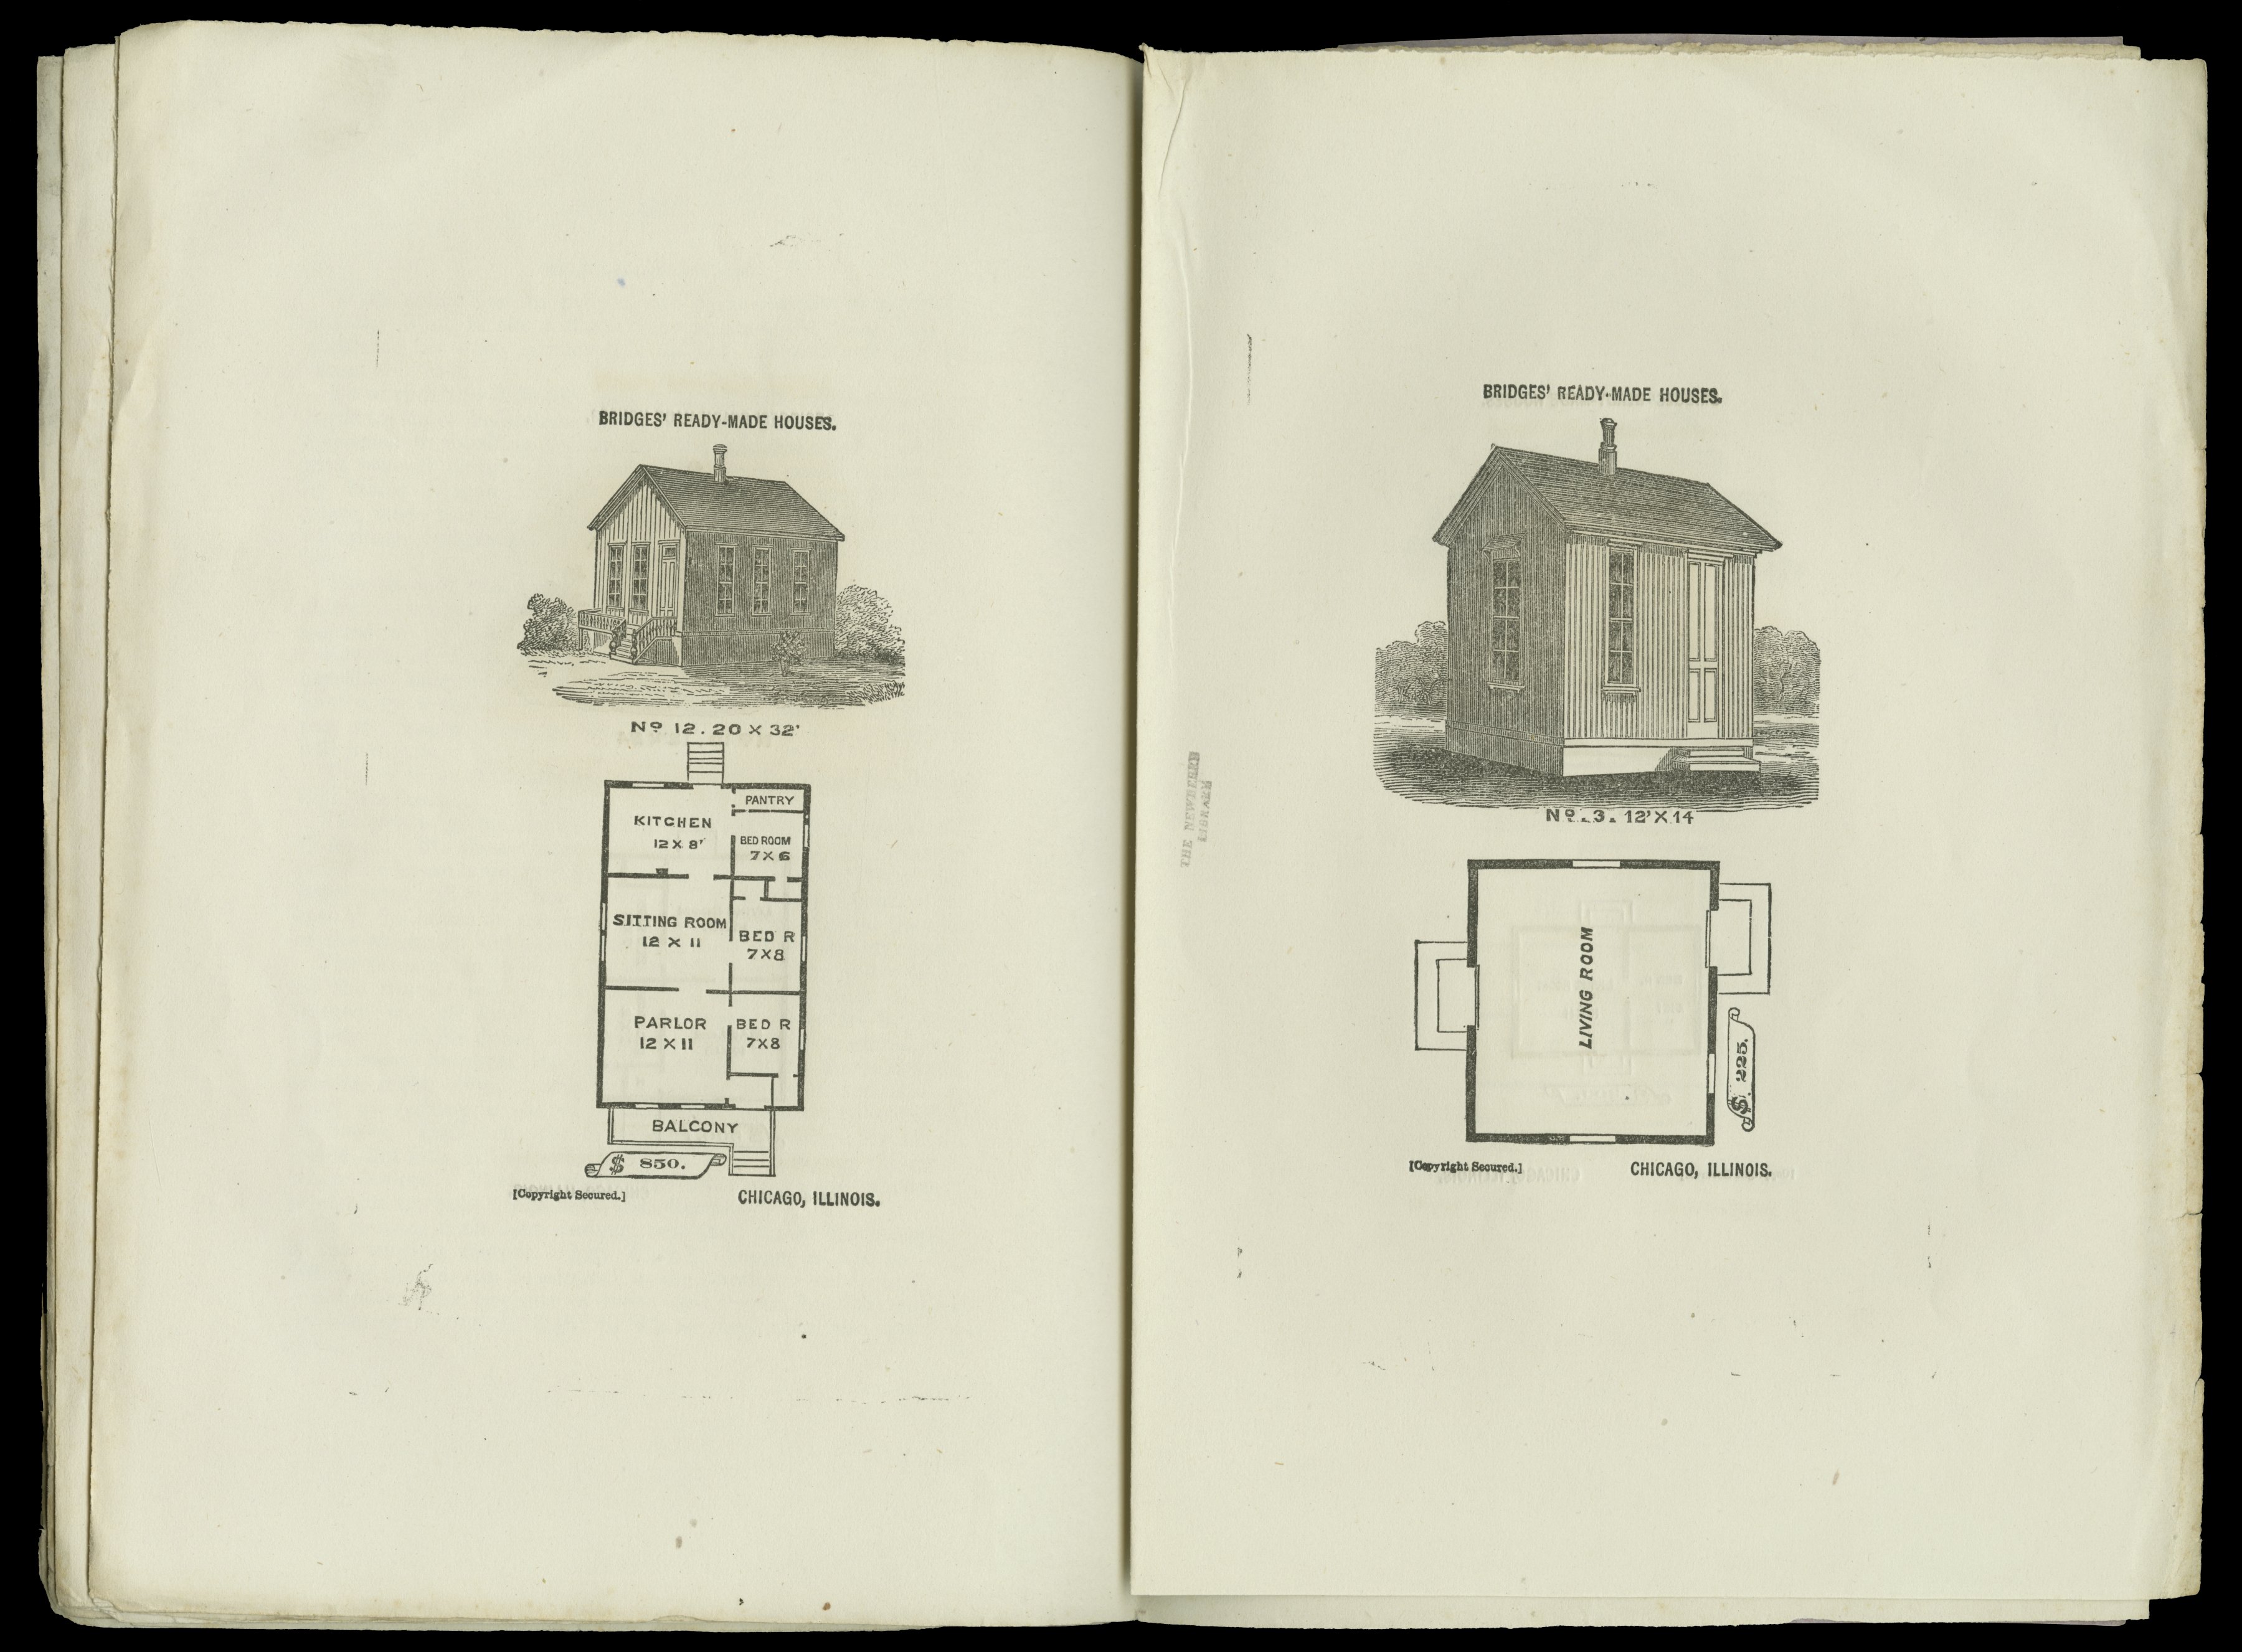 BRIDGES' READY-MADE HOUSES.
Nº 12. 20 X 32'
PANTRY
KITCHEN
12 X 8'
BED ROOM
7 X 6
SITTING ROOM
12 X 11
BED R
7X8
PARLOR
12 X 11
BED R
7X8
BALCONY
$ 850.
[Copyright Secured.]
CHICAGO, ILLINOIS.
BRIDGES' READY-MADE HOUSES.
Nº. 3. 12' X 14
LIVING ROOM
$ 225.
[Copyright Secured.]
CHICAGO, ILLINOIS.
THE NEWBERRY
LIBRARY